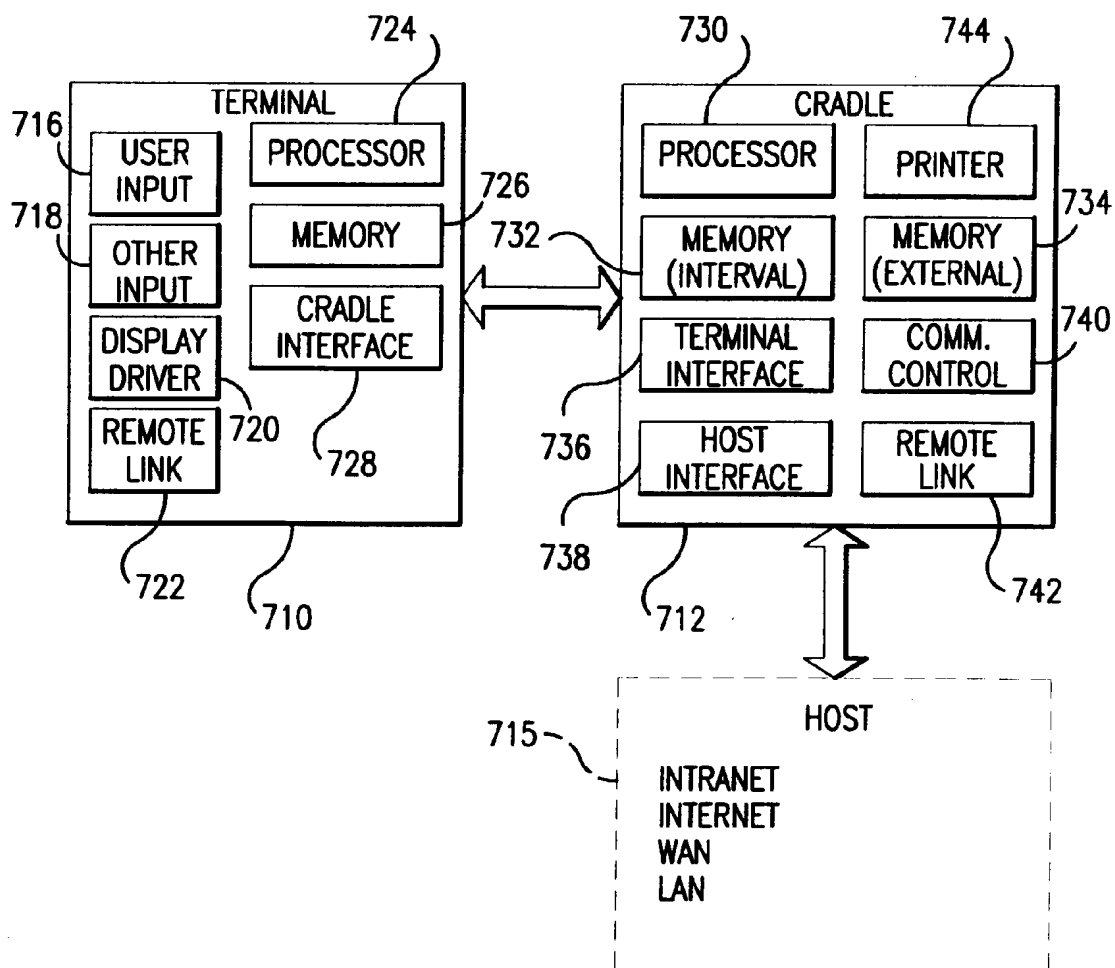 724
730
744
TERMINAL
CRADLE
716
USER
INPUT
PROCESSOR
PROCESSOR
PRINTER
718
OTHER
INPUT
MEMORY
726
732
MEMORY
(INTERVAL)
MEMORY
(EXTERNAL)
734
DISPLAY
DRIVER
720
CRADLE
INTERFACE
728
TERMINAL
INTERFACE
736
COMM.
CONTROL
740
REMOTE
LINK
722
710
HOST
INTERFACE
738
REMOTE
LINK
712
742
715
HOST
INTRANET
INTERNET
WAN
LAN